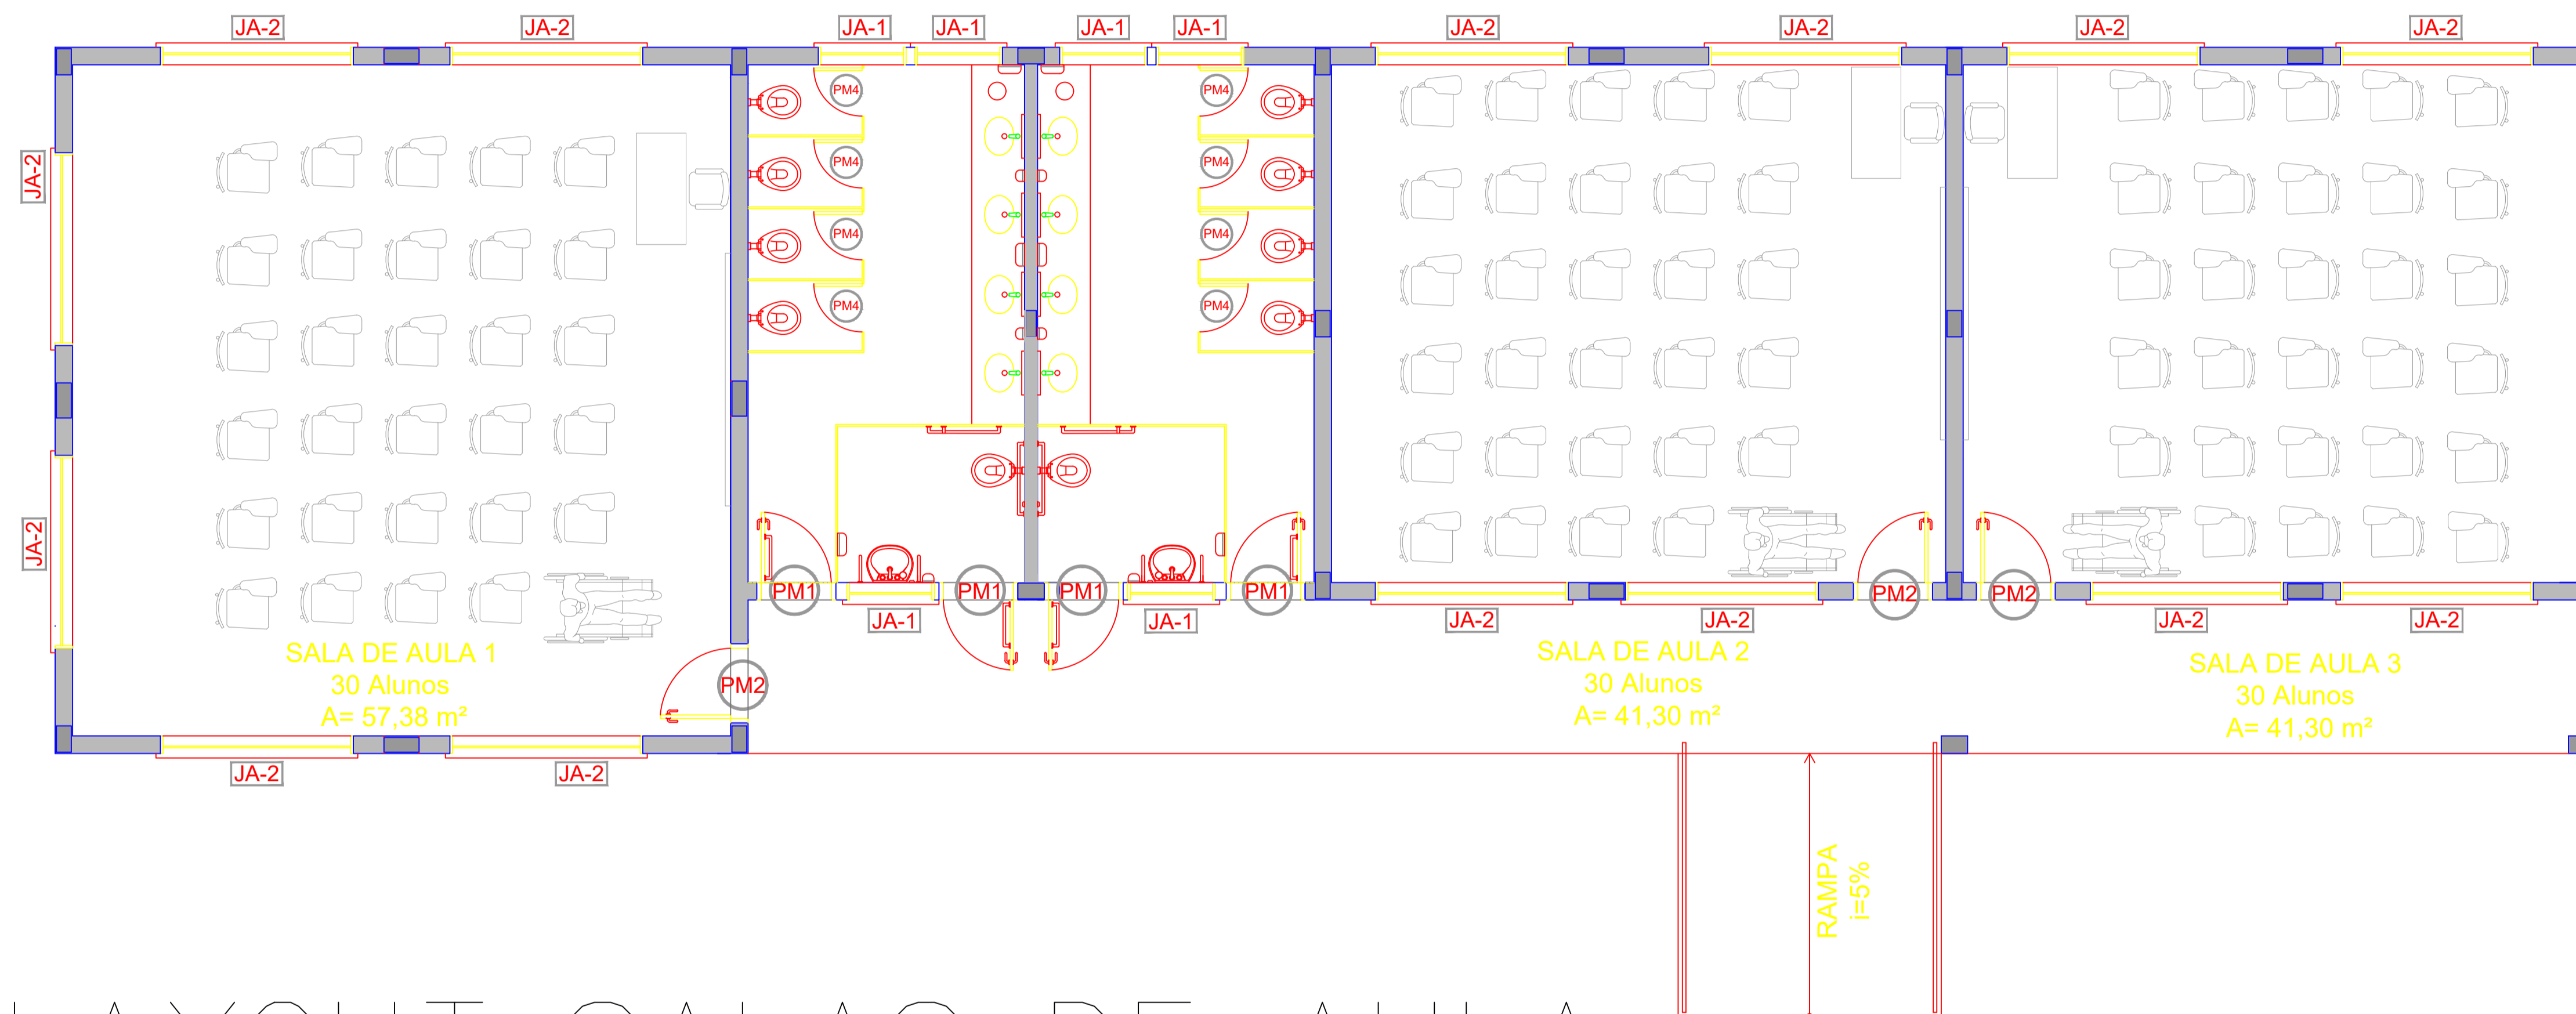 JA-2
JA-2
JA-1
JA-1
JA-1
JA-1
JA-2
JA-2
JA-2
JA-2
PM4
PM4
JA-2
PM4
PM4
PM4
PM4
PM4
PM4
JA-2
PM1
PM1
PM1
PM1
PM2
PM2
JA-1
JA-1
JA-2
JA-2
JA-2
JA-2
SALA DE AULA 1
30 Alunos
A= 57,38 m²
PM2
SALA DE AULA 2
30 Alunos
A= 41,30 m²
SALA DE AULA 3
30 Alunos
A= 41,30 m²
JA-2
JA-2
RAMPA
i=5%